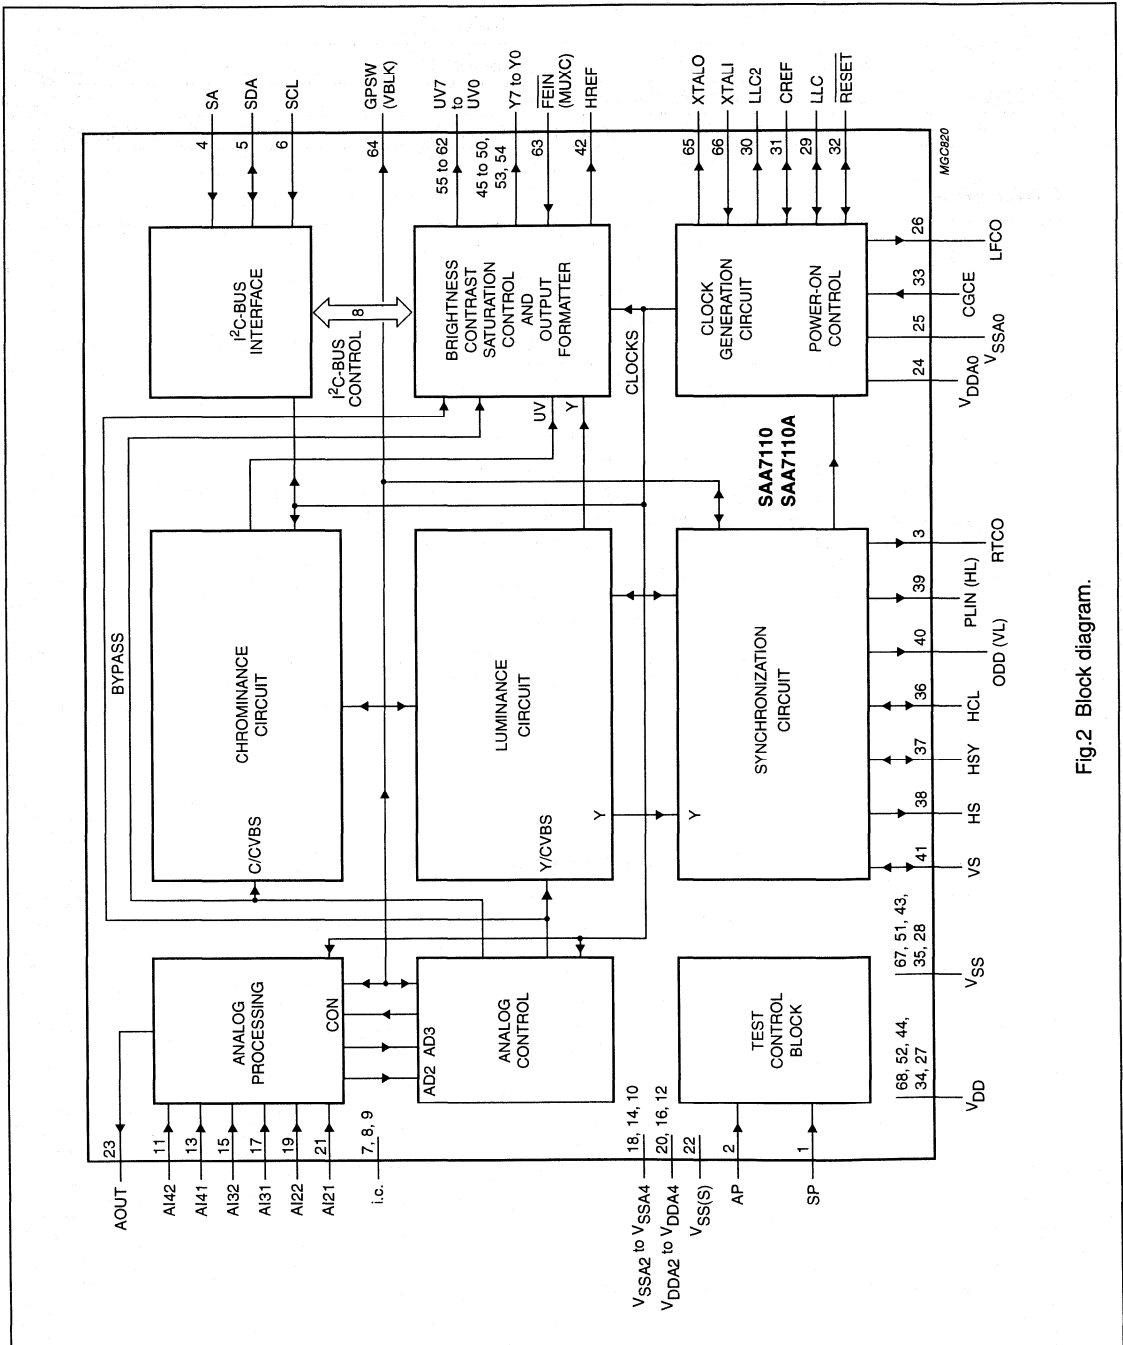 AOUT
23
AI42
11
AI41
13
AI32
15
AI31
17
AI22
19
AI21
21
i.c.
7, 8, 9
VSSA2 to VSSA4
18, 14, 10
VDDA2 to VDDA4
20, 16, 12
VSS(S)
22
AP
2
SP
1
ANALOG
PROCESSING
CON
AD2
AD3
ANALOG
CONTROL
TEST
CONTROL
BLOCK
BYPASS
C/CVBS
CHROMINANCE
CIRCUIT
Y/CVBS
LUMINANCE
CIRCUIT
Y
Y
SYNCHRONIZATION
CIRCUIT
I²C-BUS
INTERFACE
I²C-BUS
CONTROL
8
BRIGHTNESS
CONTRAST
SATURATION
CONTROL
AND
OUTPUT
FORMATTER
UV
Y
CLOCKS
CLOCK
GENERATION
CIRCUIT
POWER-ON
CONTROL
SAA7110
SAA7110A
4
SA
5
SDA
6
SCL
64
GPSW
(VBLK)
55 to 62
UV7
to
UV0
45 to 50,
53, 54
Y7 to Y0
63
FEIN
(MUXC)
42
HREF
65
XTALO
66
XTALI
30
LLC2
31
CREF
29
LLC
32
RESET
VDD
68, 52, 44,
34, 27
VSS
67, 51, 43,
35, 28
41
VS
38
HS
37
HSY
36
HCL
40
ODD (VL)
39
PLIN (HL)
3
RTCO
24
VDDA0
25
VSSA0
33
CGCE
26
LFCO
MGC820
Fig.2 Block diagram.